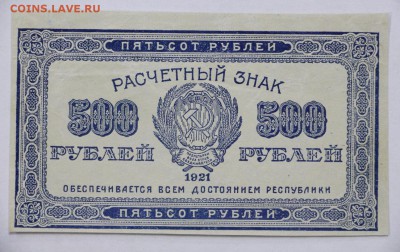 COINS.LAVE.RU
ПЯТЬСОТ РУБЛЕЙ
РАСЧЕТНЫЙ ЗНАК
500 500
РУБЛЕЙ РУБЛЕЙ
1921
ОБЕСПЕЧИВАЕТСЯ ВСЕМ ДОСТОЯНИЕМ РЕСПУБЛИКИ
ПЯТЬСОТ РУБЛЕЙ